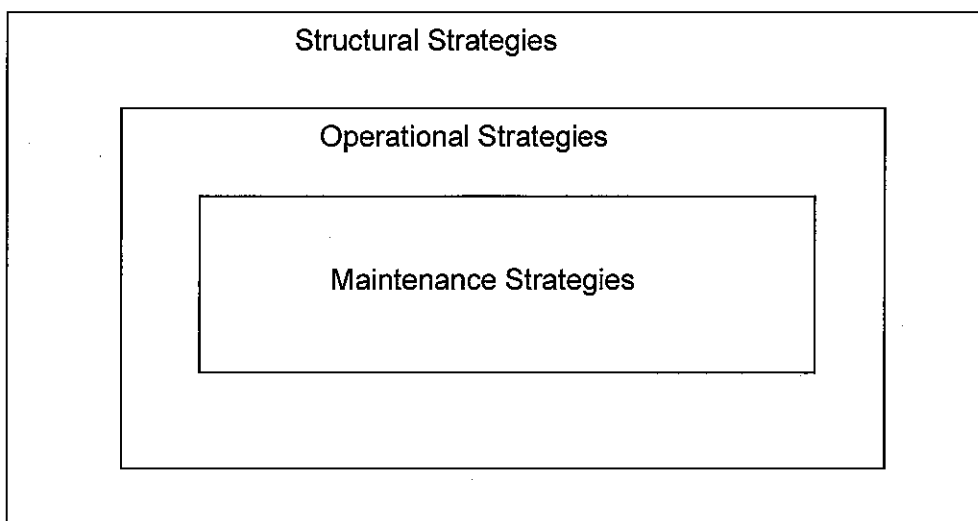 Structural Strategies
Operational Strategies
Maintenance Strategies